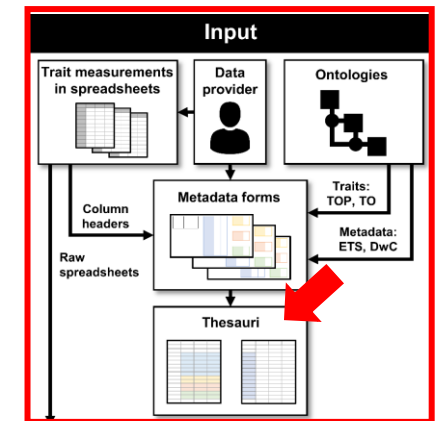 Input
Trait measurements
in spreadsheets
Data
provider
Ontologies
Column
headers
Raw
spreadsheets
Metadata forms
Traits:
TOP, TO
Metadata:
ETS, DwC
Thesauri